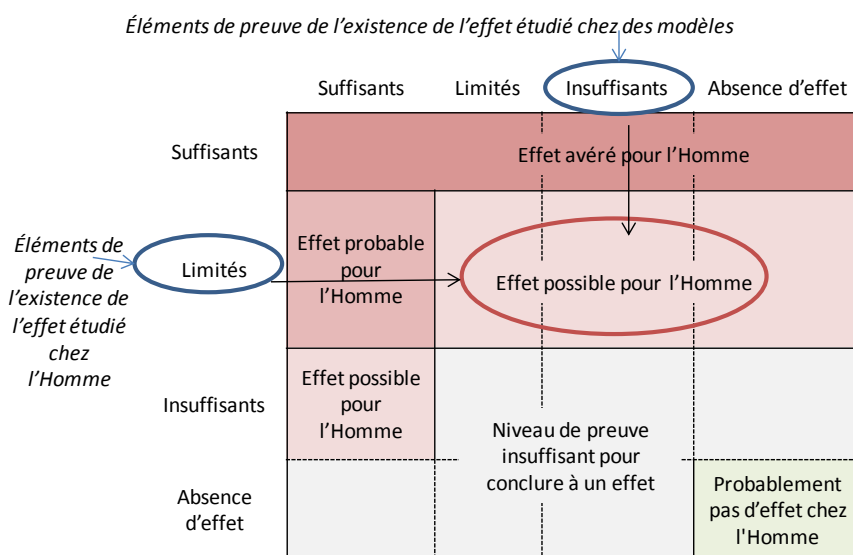 Éléments de preuve de l’existence de l’effet étudié chez des modèles
Suffisants Limités Insuffisants Absence d’effet
Suffisants
Effet avéré pour l’Homme
Éléments de
preuve de
l’existence de
l’effet étudié
chez
l’Homme
Limités
Effet probable
pour
l’Homme
Effet possible pour l’Homme
Insuffisants
Effet possible
pour
l’Homme
Niveau de preuve
insuffisant pour
conclure à un effet
Absence
d’effet
Probablement
pas d’effet chez
l'Homme